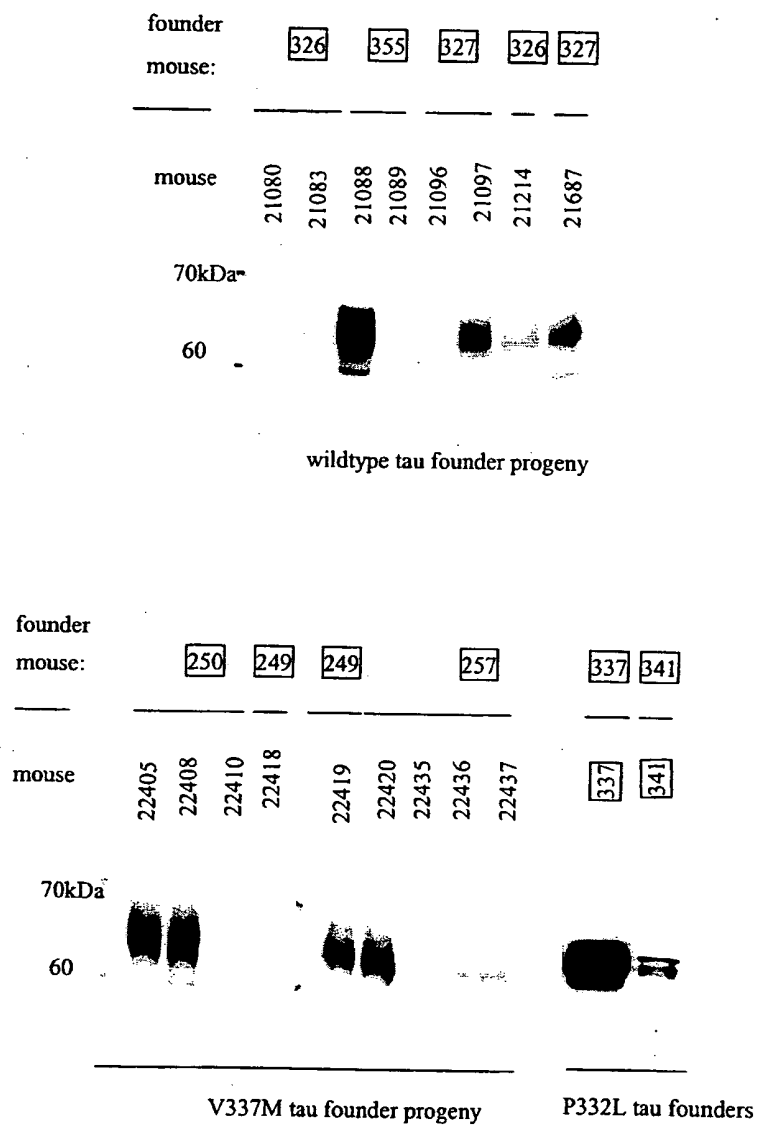 founder
mouse: 326 355 327 326 327
mouse 21080 21083 21088 21089 21096 21097 21214 21687
70kDa
60
wildtype tau founder progeny
founder
mouse: 250 249 249 257 337 341
mouse 22405 22408 22410 22418 22419 22420 22435 22436 22437 337 341
70kDa
60
V337M tau founder progeny P332L tau founders